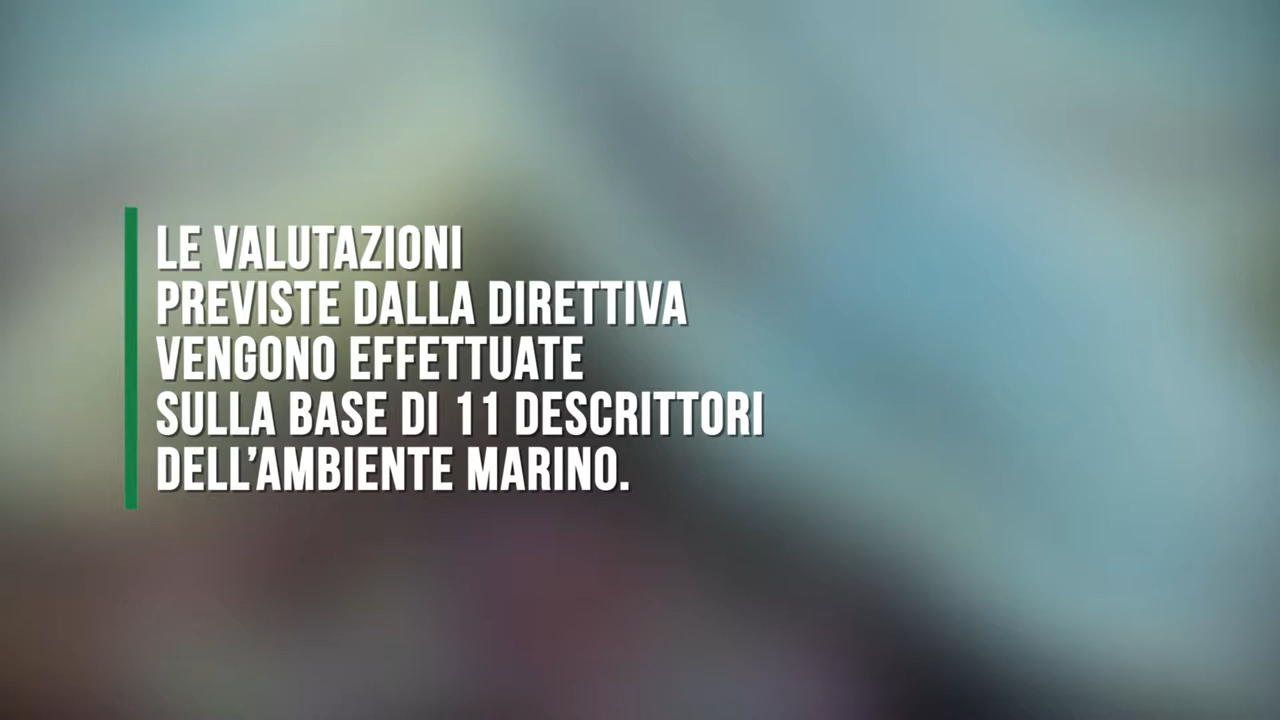 LE VALUTAZIONI
PREVISTE DALLA DIRETTIVA
VENGONO EFFETTUATE
SULLA BASE DI 11 DESCRITTORI
DELL’AMBIENTE MARINO.